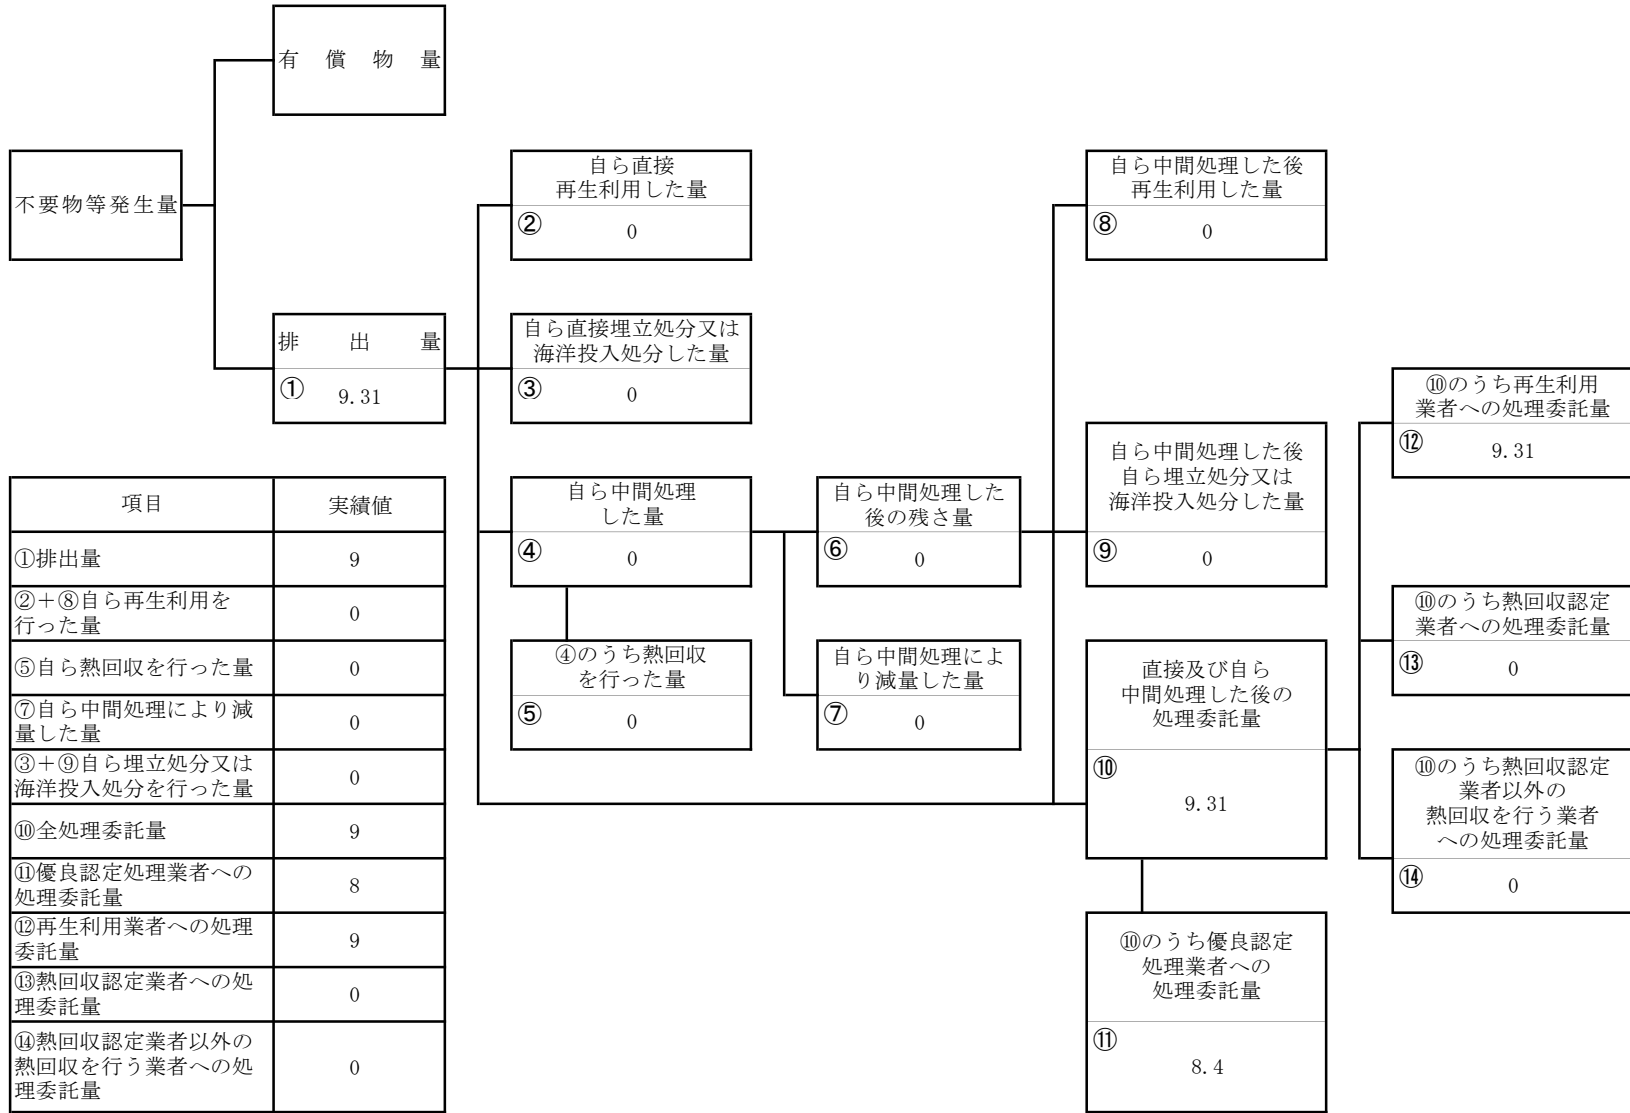 有償物量
不要物等発生量
排出量
① 9.31
自ら直接
再生利用した量
② 0
自ら直接埋立処分又は
海洋投入処分した量
③ 0
自ら中間処理
した量
④ 0
④のうち熱回収
を行った量
⑤ 0
自ら中間処理した
後の残さ量
⑥ 0
自ら中間処理によ
り減量した量
⑦ 0
自ら中間処理した後
再生利用した量
⑧ 0
自ら中間処理した後
自ら埋立処分又は
海洋投入処分した量
⑨ 0
直接及び自ら
中間処理した後の
処理委託量
⑩
9.31
⑩のうち優良認定
処理業者への
処理委託量
⑪
8.4
⑩のうち再生利用
業者への処理委託量
⑫ 9.31
⑩のうち熱回収認定
業者への処理委託量
⑬ 0
⑩のうち熱回収認定
業者以外の
熱回収を行う業者
への処理委託量
⑭ 0
項目 実績値
①排出量 9
②+⑧自ら再生利用を
行った量 0
⑤自ら熱回収を行った量 0
⑦自ら中間処理により減
量した量 0
③+⑨自ら埋立処分又は
海洋投入処分を行った量 0
⑩全処理委託量 9
⑪優良認定処理業者への
処理委託量 8
⑫再生利用業者への処理
委託量 9
⑬熱回収認定業者への処
理委託量 0
⑭熱回収認定業者以外の
熱回収を行う業者への処
理委託量 0